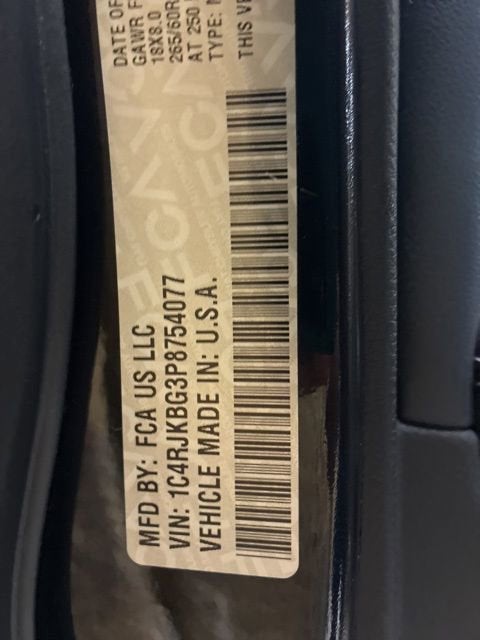 MFD BY: FCA US LLC
VIN: 1C4RJKBG3P8754077
VEHICLE MADE IN: U.S.A.
DATE OF
GAWR F
18X8.0
265/60R
AT 250
TYPE:
THIS VE